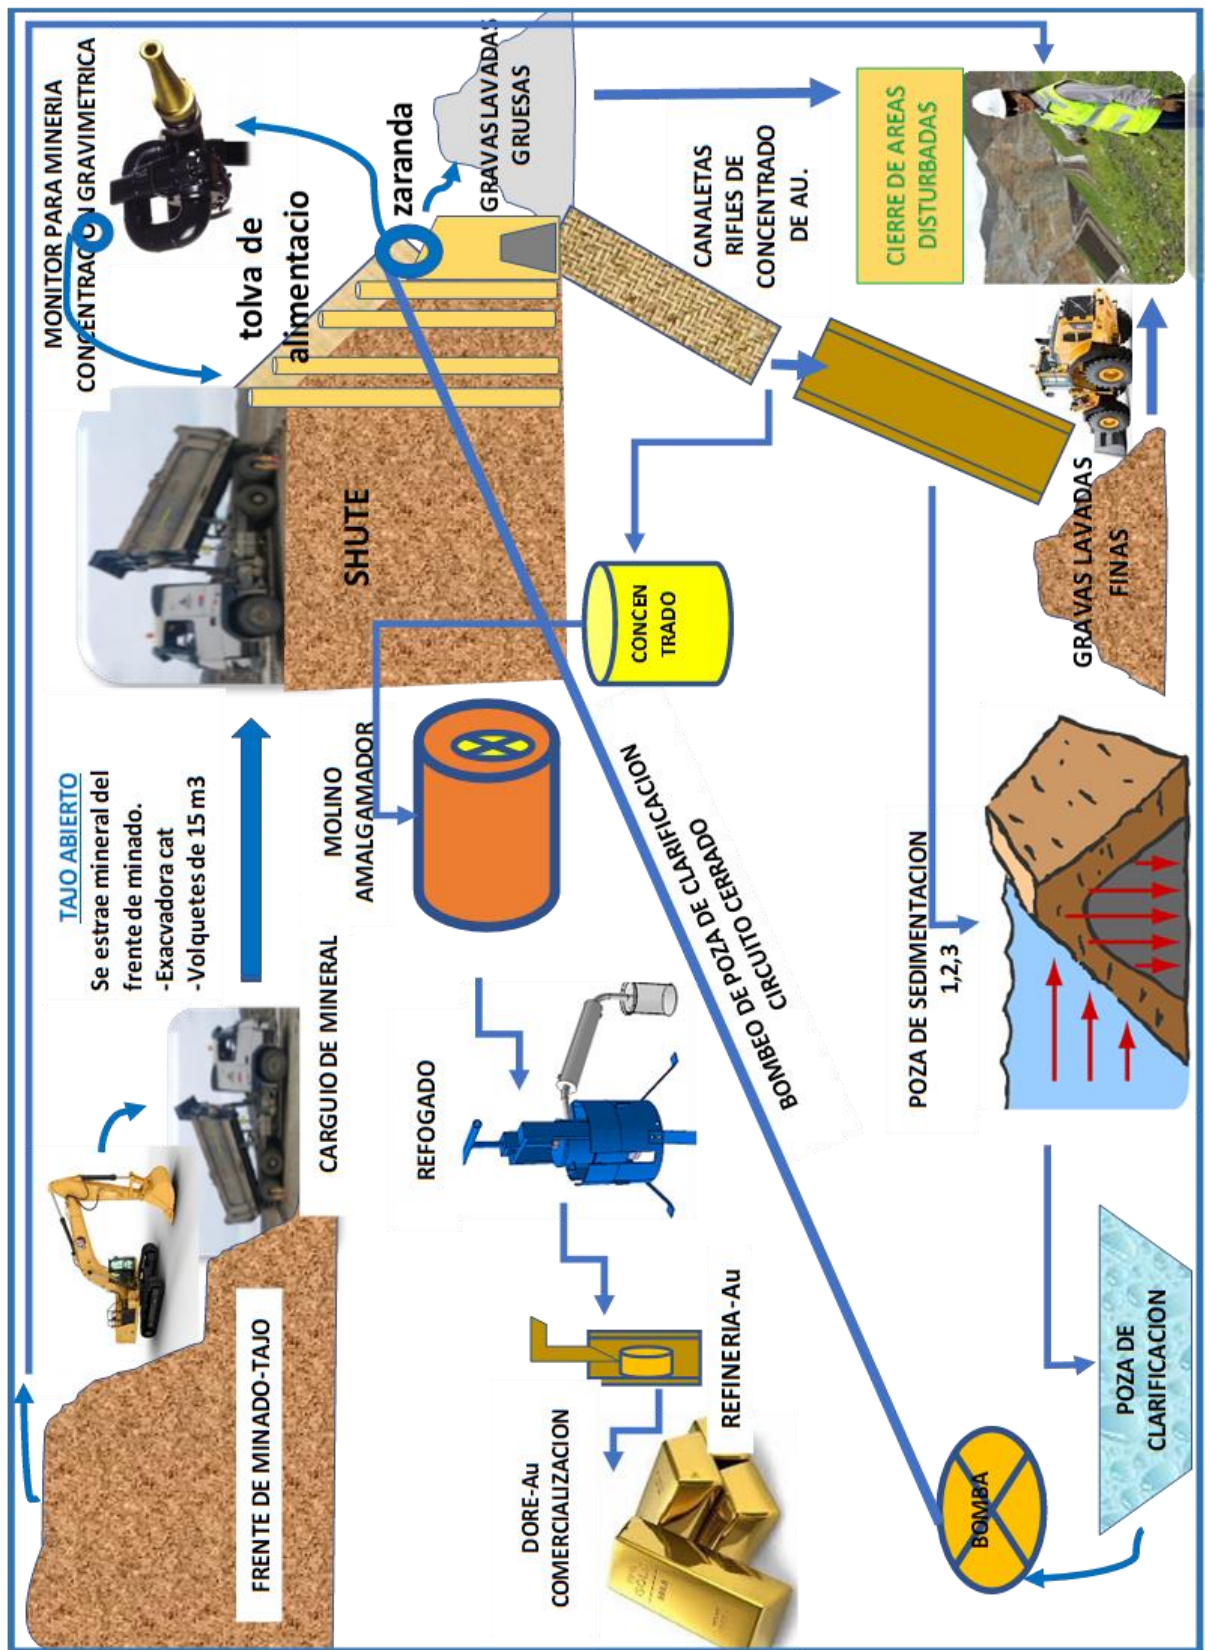 TAJO ABIERTO
Se estrae mineral del
frente de minado.
-Exacvadora cat
-Volquetes de 15 m3
MONITOR PARA MINERIA
CONCENTRACION GRAVIMETRICA
tolva de
alimentacio
zaranda
GRAVAS LAVADAS
GRUESAS
SHUTE
FRENTE DE MINADO-TAJO
CARGUIO DE MINERAL
MOLINO
AMALGAMADOR
REFOGADO
CONCEN
TRADO
CANALETAS
RIFLES DE
CONCENTRADO
DE AU.
CIERRE DE AREAS
DISTURBADAS
DORE-Au
COMERCIALIZACION
REFINERIA-Au
BOMBEO DE POZA DE CLARIFICACION
CIRCUITO CERRADO
POZA DE SEDIMENTACION
1,2,3
GRAVAS LAVADAS
FINAS
BOMBA
POZA DE
CLARIFICACION